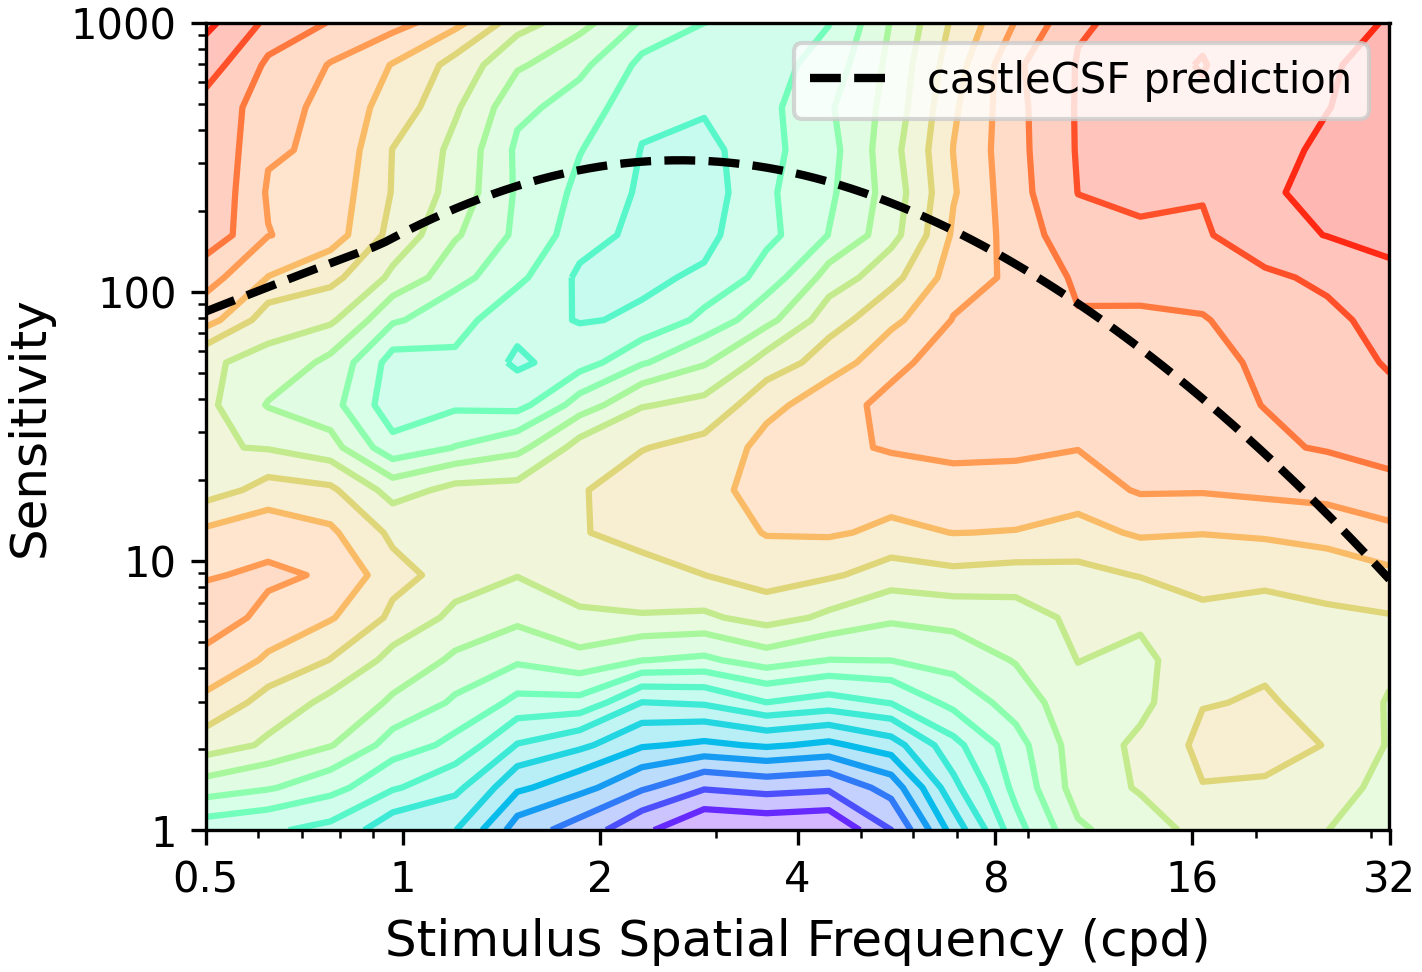 1000
100
10
1
Sensitivity
castleCSF prediction
0.5 1 2 4 8 16 32
Stimulus Spatial Frequency (cpd)